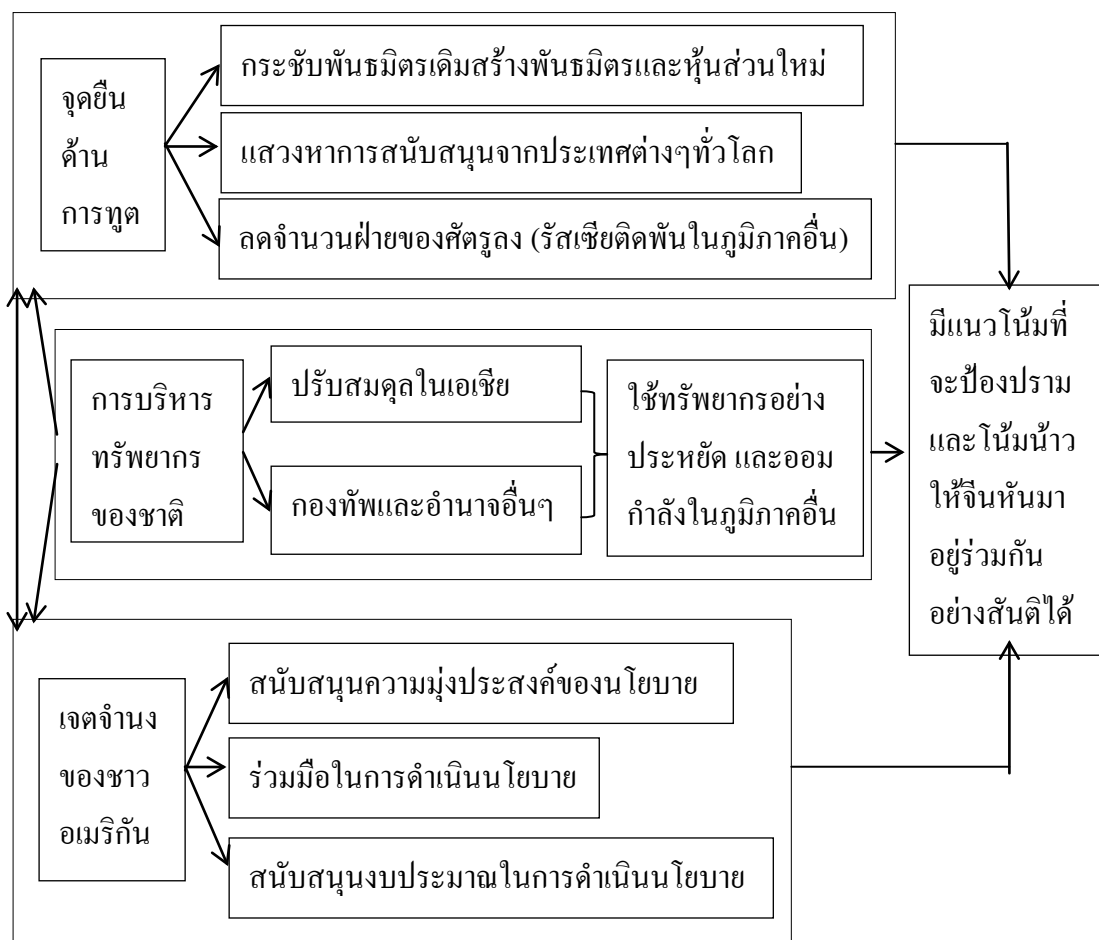 จุดยืน
ด้าน
การทูต
กระชับพันธมิตรเดิมสร้างพันธมิตรและหุ้นส่วนใหม่
แสวงหาการสนับสนุนจากประเทศต่างๆทั่วโลก
ลดจำนวนฝ่ายของศัตรูลง (รัสเซียติดพันในภูมิภาคอื่น)
การบริหาร
ทรัพยากร
ของชาติ
ปรับสมดุลในเอเชีย
กองทัพและอำนาจอื่นๆ
ใช้ทรัพยากรอย่าง
ประหยัด และออม
กำลังในภูมิภาคอื่น
มีแนวโน้มที่
จะป้องปราม
และโน้มน้าว
ให้จีนหันมา
อยู่ร่วมกัน
อย่างสันติได้
เจตจำนง
ของชาว
อเมริกัน
สนับสนุนความมุ่งประสงค์ของนโยบาย
ร่วมมือในการดำเนินนโยบาย
สนับสนุนงบประมาณในการดำเนินนโยบาย